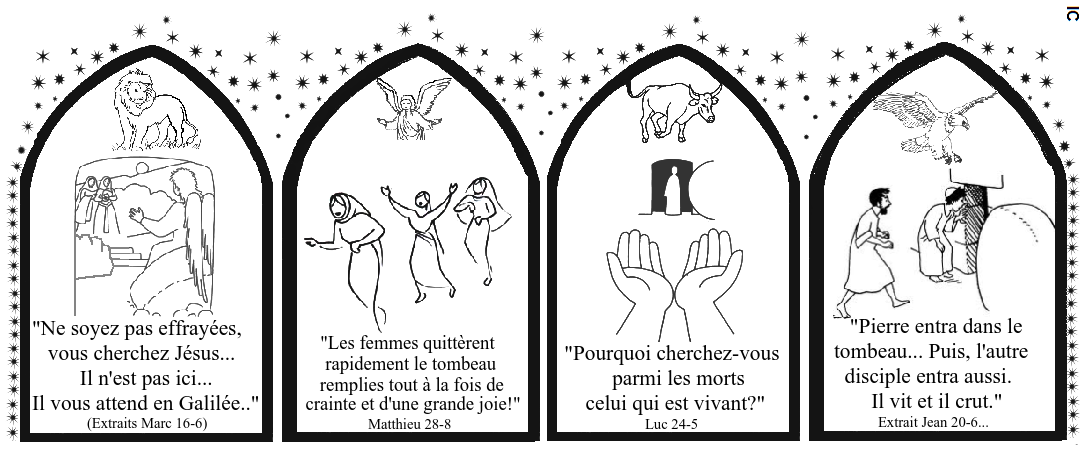 IC
"Ne soyez pas effrayées,
vous cherchez Jésus...
Il n'est pas ici...
Il vous attend en Galilée.."
(Extraits Marc 16-6)
"Les femmes quittèrent
rapidement le tombeau
remplies tout à la fois de
crainte et d'une grande joie!"
Matthieu 28-8
"Pourquoi cherchez-vous
parmi les morts
celui qui est vivant?"
Luc 24-5
"Pierre entra dans le
tombeau... Puis, l'autre
disciple entra aussi.
Il vit et il crut."
Extrait Jean 20-6...